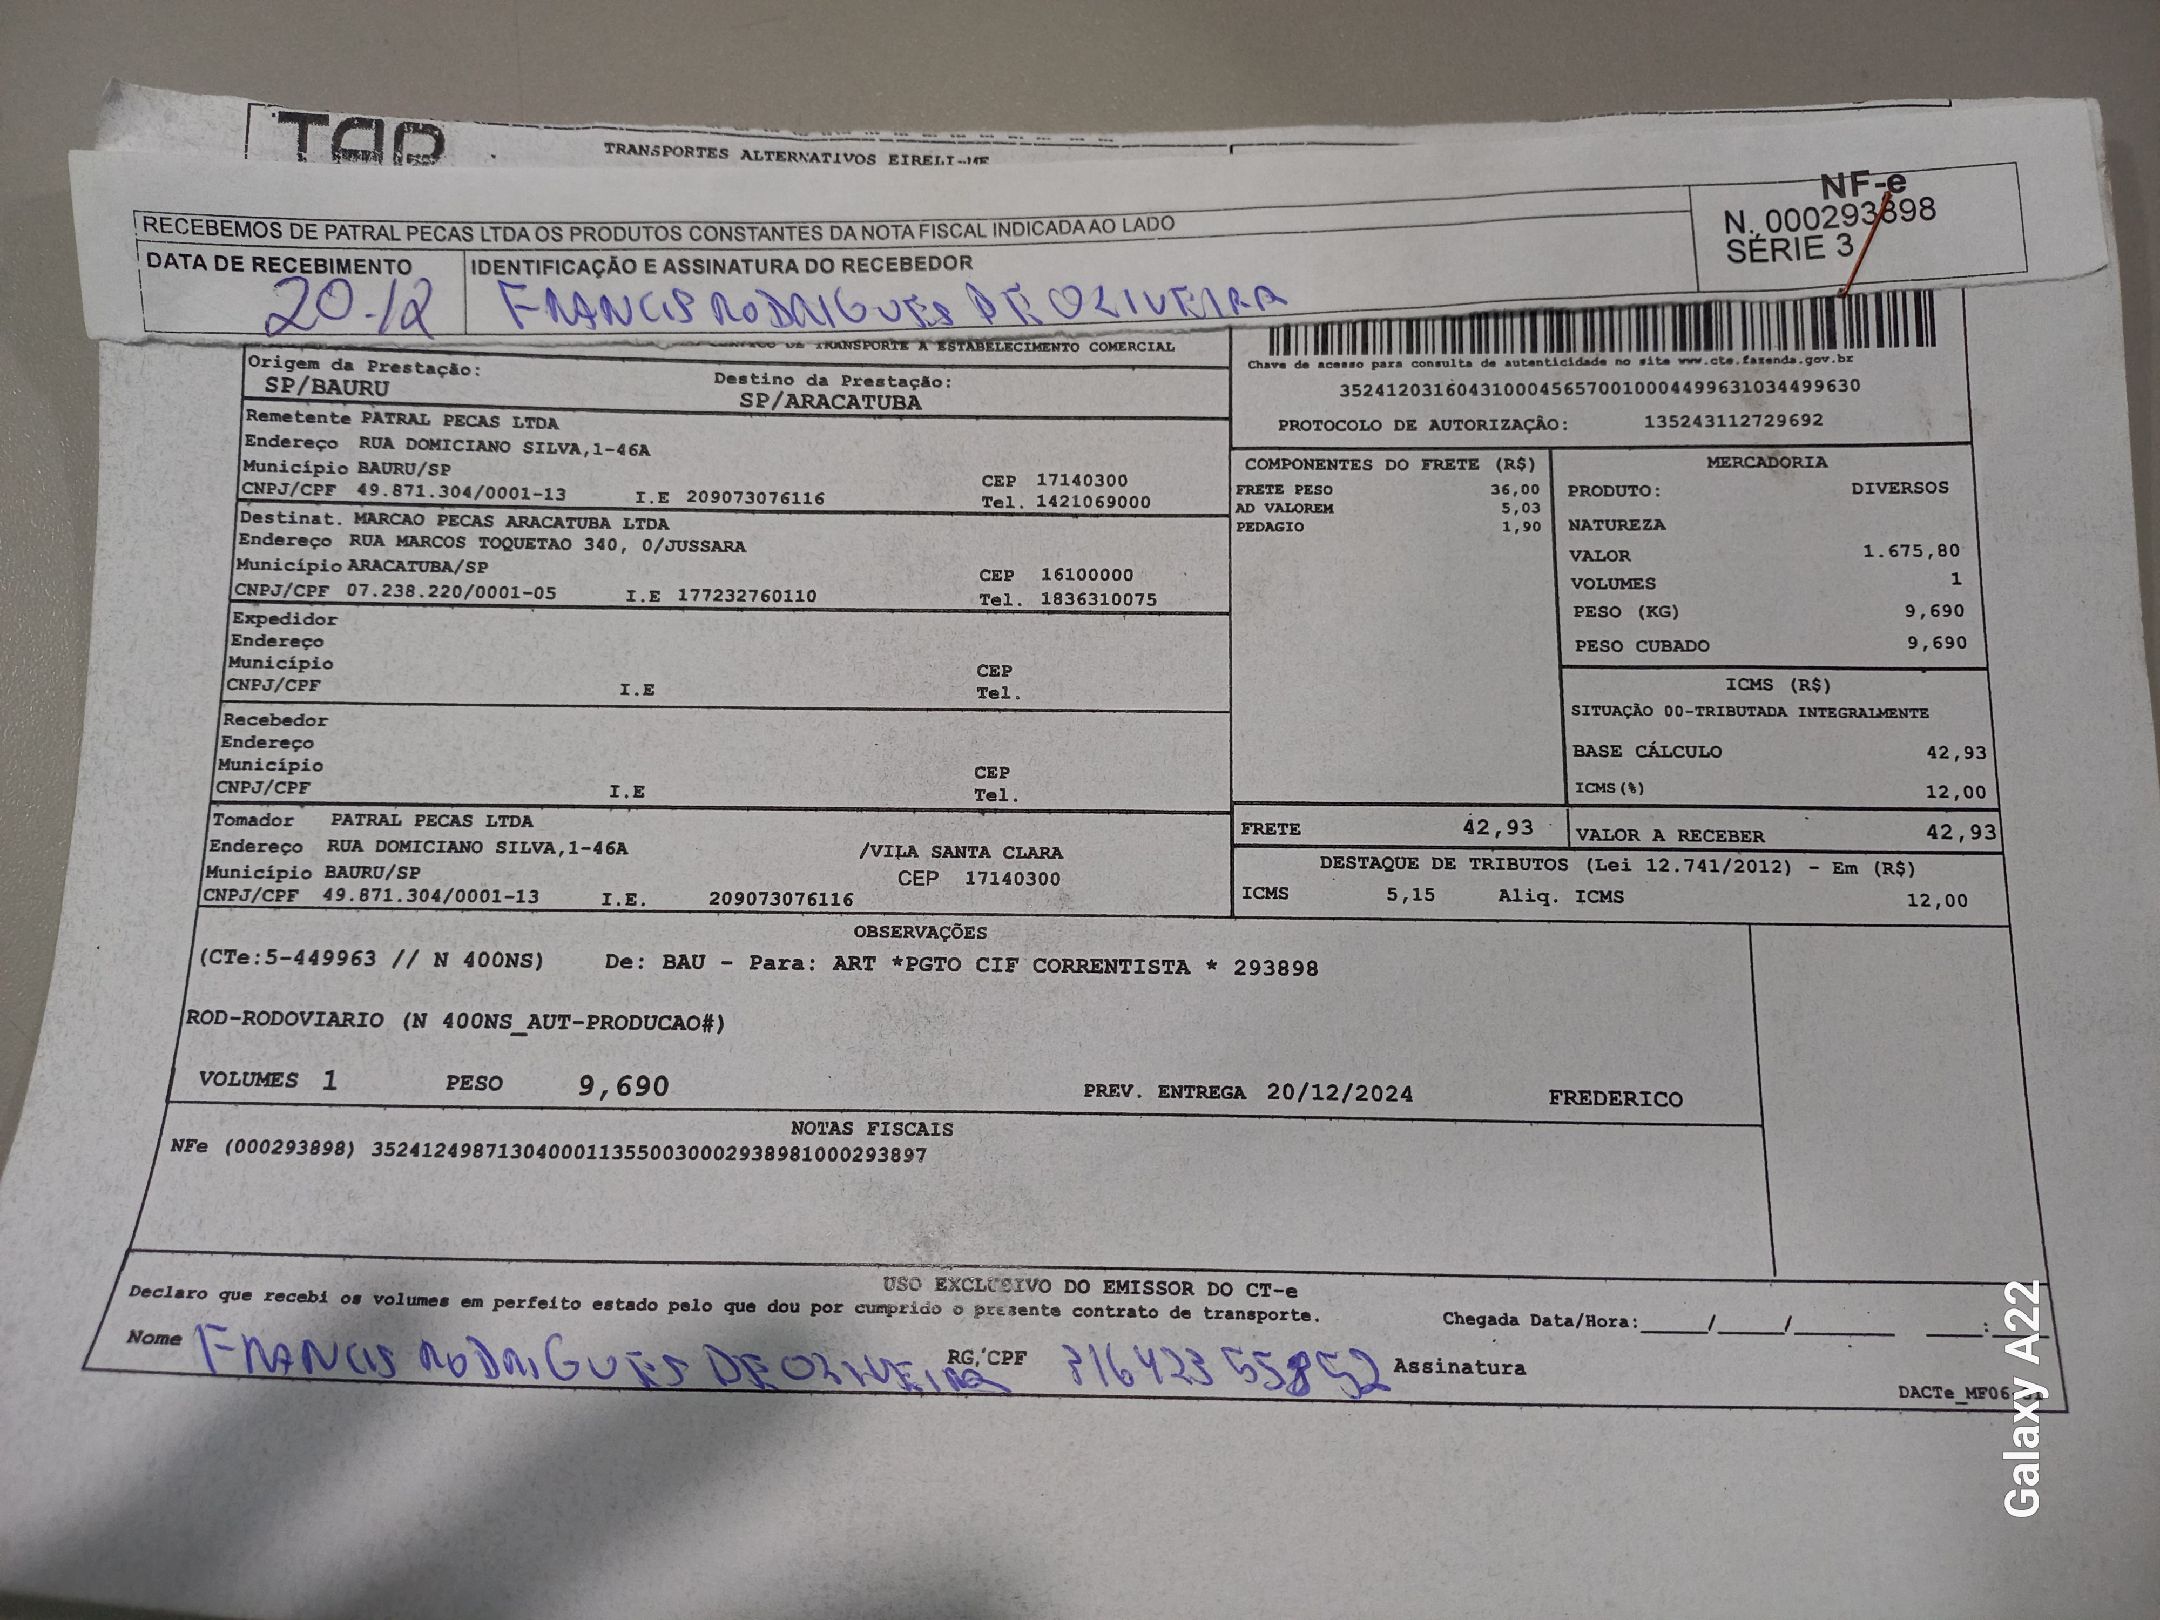 TAP
TRANSPORTES ALTERNATIVOS EIRELI-ME
NF-e
N. 000293898
SÉRIE 3
RECEBEMOS DE PATRAL PECAS LTDA OS PRODUTOS CONSTANTES DA NOTA FISCAL INDICADA AO LADO
DATA DE RECEBIMENTO IDENTIFICAÇÃO E ASSINATURA DO RECEBEDOR
20-12 FRANCIS RODRIGUES DE OLIVEIRA
DE TRANSPORTE A ESTABELECIMENTO COMERCIAL
Origem da Prestação: Destino da Prestação:
SP/BAURU SP/ARACATUBA
Remetente PATRAL PECAS LTDA
Endereço RUA DOMICIANO SILVA,1-46A
Município BAURU/SP CEP 17140300
CNPJ/CPF 49.871.304/0001-13 I.E 209073076116 Tel. 1421069000
Destinat. MARCAO PECAS ARACATUBA LTDA
Endereço RUA MARCOS TOQUETAO 340, 0/JUSSARA
Município ARACATUBA/SP CEP 16100000
CNPJ/CPF 07.238.220/0001-05 I.E 177232760110 Tel. 1836310075
Expedidor
Endereço
Município CEP
CNPJ/CPF I.E Tel.
Recebedor
Endereço
Município CEP
CNPJ/CPF I.E Tel.
Tomador PATRAL PECAS LTDA
Endereço RUA DOMICIANO SILVA,1-46A /VILA SANTA CLARA
Município BAURU/SP CEP 17140300
CNPJ/CPF 49.871.304/0001-13 I.E. 209073076116
Chave de acesso para consulta de autenticidade no site www.cte.fazenda.gov.br
35241203160431000456570010004499631034499630
PROTOCOLO DE AUTORIZAÇÃO: 135243112729692
COMPONENTES DO FRETE (R$)
FRETE PESO 36,00
AD VALOREM 5,03
PEDAGIO 1,90
MERCADORIA
PRODUTO: DIVERSOS
NATUREZA
VALOR 1.675,80
VOLUMES 1
PESO (KG) 9,690
PESO CUBADO 9,690
ICMS (R$)
SITUAÇÃO 00-TRIBUTADA INTEGRALMENTE
BASE CÁLCULO 42,93
ICMS(%) 12,00
FRETE 42,93 VALOR A RECEBER 42,93
DESTAQUE DE TRIBUTOS (Lei 12.741/2012) - Em (R$)
ICMS 5,15 Aliq. ICMS 12,00
OBSERVAÇÕES
(CTe:5-449963 // N 400NS) De: BAU - Para: ART *PGTO CIF CORRENTISTA * 293898
ROD-RODOVIARIO (N 400NS_AUT-PRODUCAO#)
VOLUMES 1 PESO 9,690 PREV. ENTREGA 20/12/2024 FREDERICO
NOTAS FISCAIS
NFe (000293898) 35241249871304000113550030002938981000293897
USO EXCLUSIVO DO EMISSOR DO CT-e
Declaro que recebi os volumes em perfeito estado pelo que dou por cumprido o presente contrato de transporte. Chegada Data/Hora:_____/_____/_______ ____:____
Nome FRANCIS RODRIGUES DE OLIVEIRA RG/CPF 31642355852 Assinatura
DACTe_MF06
Galaxy A22